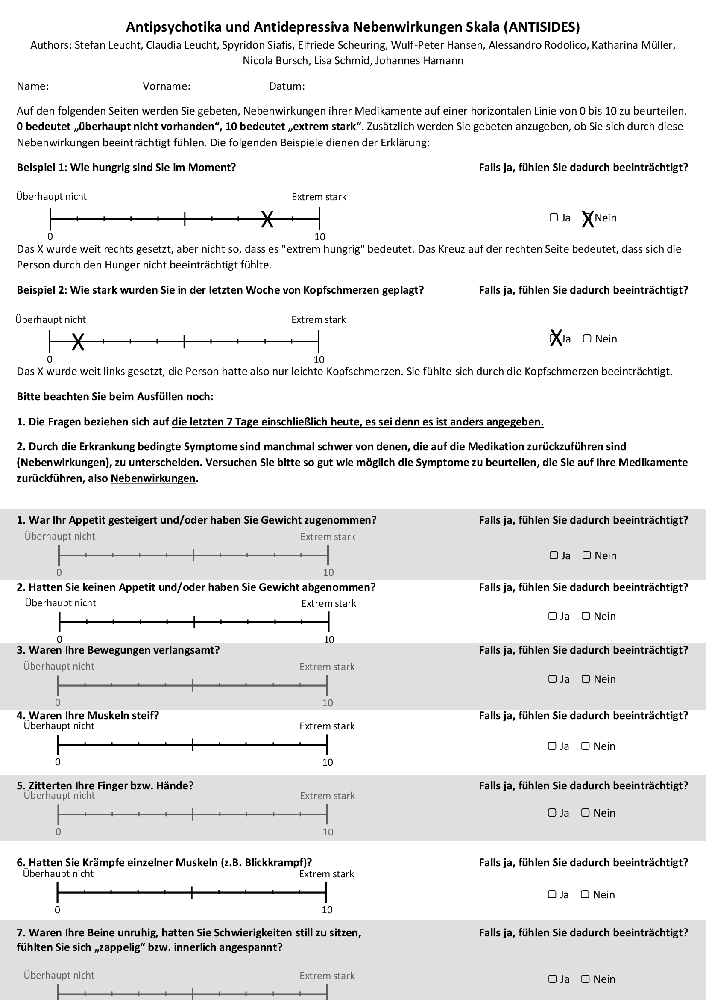 Antipsychotika und Antidepressiva Nebenwirkungen Skala (ANTISIDES)
Authors: Stefan Leucht, Claudia Leucht, Spyridon Siafis, Elfriede Scheuring, Wulf-Peter Hansen, Alessandro Rodolico, Katharina Müller,
Nicola Bursch, Lisa Schmid, Johannes Hamann
Name: Vorname: Datum:
Auf den folgenden Seiten werden Sie gebeten, Nebenwirkungen ihrer Medikamente auf einer horizontalen Linie von 0 bis 10 zu beurteilen.
0 bedeutet „überhaupt nicht vorhanden“, 10 bedeutet „extrem stark“. Zusätzlich werden Sie gebeten anzugeben, ob Sie sich durch diese
Nebenwirkungen beeinträchtigt fühlen. Die folgenden Beispiele dienen der Erklärung:
Beispiel 1: Wie hungrig sind Sie im Moment? Falls ja, fühlen Sie dadurch beeinträchtigt?
Überhaupt nicht Extrem stark
X Ja X Nein
0 10
Das X wurde weit rechts gesetzt, aber nicht so, dass es "extrem hungrig" bedeutet. Das Kreuz auf der rechten Seite bedeutet, dass sich die
Person durch den Hunger nicht beeinträchtigt fühlte.
Beispiel 2: Wie stark wurden Sie in der letzten Woche von Kopfschmerzen geplagt? Falls ja, fühlen Sie dadurch beeinträchtigt?
Überhaupt nicht Extrem stark
X X Ja Nein
0 10
Das X wurde weit links gesetzt, die Person hatte also nur leichte Kopfschmerzen. Sie fühlte sich durch die Kopfschmerzen beeinträchtigt.
Bitte beachten Sie beim Ausfüllen noch:
1. Die Fragen beziehen sich auf die letzten 7 Tage einschließlich heute, es sei denn es ist anders angegeben.
2. Durch die Erkrankung bedingte Symptome sind manchmal schwer von denen, die auf die Medikation zurückzuführen sind
(Nebenwirkungen), zu unterscheiden. Versuchen Sie bitte so gut wie möglich die Symptome zu beurteilen, die Sie auf Ihre Medikamente
zurückführen, also Nebenwirkungen.
1. War Ihr Appetit gesteigert und/oder haben Sie Gewicht zugenommen? Falls ja, fühlen Sie dadurch beeinträchtigt?
Überhaupt nicht Extrem stark
Ja Nein
0 10
2. Hatten Sie keinen Appetit und/oder haben Sie Gewicht abgenommen? Falls ja, fühlen Sie dadurch beeinträchtigt?
Überhaupt nicht Extrem stark
Ja Nein
0 10
3. Waren Ihre Bewegungen verlangsamt? Falls ja, fühlen Sie dadurch beeinträchtigt?
Überhaupt nicht Extrem stark
Ja Nein
0 10
4. Waren Ihre Muskeln steif? Falls ja, fühlen Sie dadurch beeinträchtigt?
Überhaupt nicht Extrem stark
Ja Nein
0 10
5. Zitterten Ihre Finger bzw. Hände? Falls ja, fühlen Sie dadurch beeinträchtigt?
Überhaupt nicht Extrem stark
Ja Nein
0 10
6. Hatten Sie Krämpfe einzelner Muskeln (z.B. Blickkrampf)? Falls ja, fühlen Sie dadurch beeinträchtigt?
Überhaupt nicht Extrem stark
Ja Nein
0 10
7. Waren Ihre Beine unruhig, hatten Sie Schwierigkeiten still zu sitzen, Falls ja, fühlen Sie dadurch beeinträchtigt?
fühlten Sie sich „zappelig“ bzw. innerlich angespannt?
Überhaupt nicht Extrem stark
Ja Nein